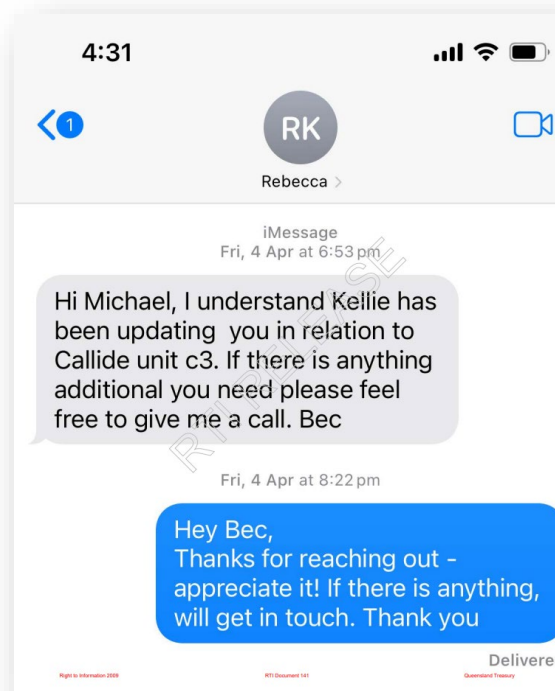 4:31
1
RK
Rebecca
iMessage
Fri, 4 Apr at 6:53 pm
Hi Michael, I understand Kellie has
been updating  you in relation to
Callide unit c3. If there is anything
additional you need please feel
free to give me a call. Bec
RTI RELEASE
Fri, 4 Apr at 8:22 pm
Hey Bec,
Thanks for reaching out -
appreciate it! If there is anything,
will get in touch. Thank you
Delivere
Right to Information 2009
RTI Document 141
Queensland Treasury